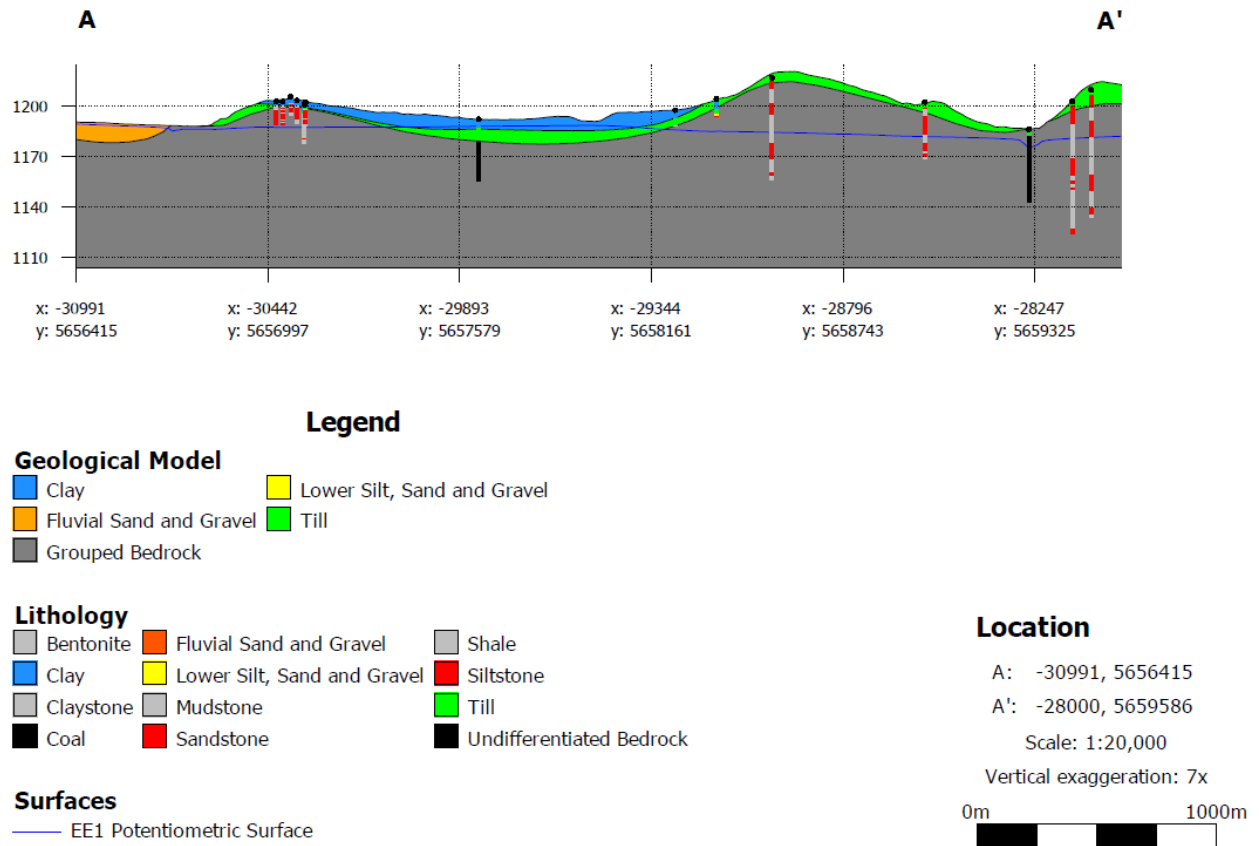 A A'
1200
1170
1140
1110
x: -30991 x: -30442 x: -29893 x: -29344 x: -28796 x: -28247
y: 5656415 y: 5656997 y: 5657579 y: 5658161 y: 5658743 y: 5659325
Legend
Geological Model
Clay Lower Silt, Sand and Gravel
Fluvial Sand and Gravel Till
Grouped Bedrock
Lithology
Bentonite Fluvial Sand and Gravel Shale
Clay Lower Silt, Sand and Gravel Siltstone
Claystone Mudstone Till
Coal Sandstone Undifferentiated Bedrock
Surfaces
EE1 Potentiometric Surface
Location
A: -30991, 5656415
A': -28000, 5659586
Scale: 1:20,000
Vertical exaggeration: 7x
0m 1000m